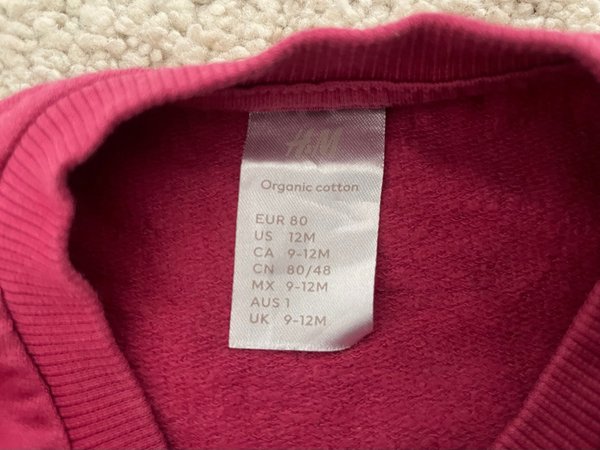 H&M
Organic cotton
EUR 80
US 12M
CA 9-12M
CN 80/48
MX 9-12M
AUS 1
UK 9-12M